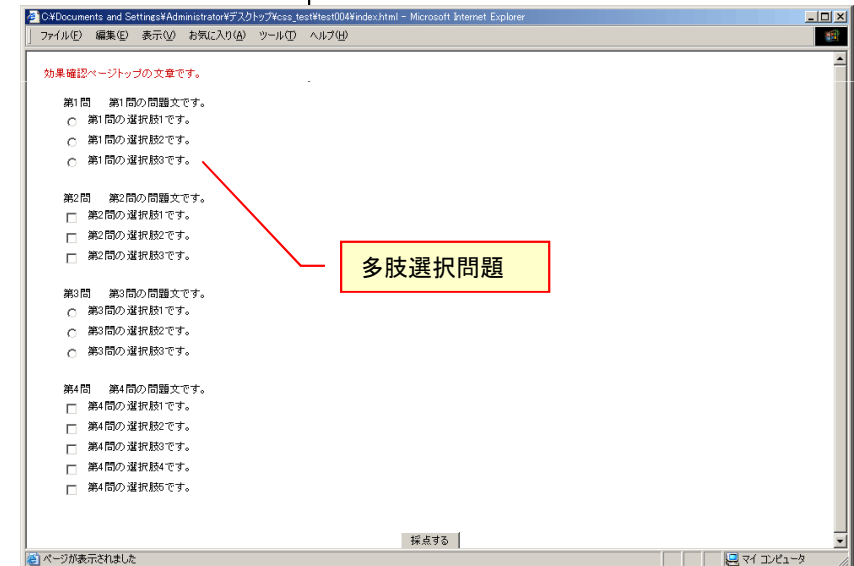 C:¥Documents and Settings¥Administrator¥デスクトップ¥css_test¥test004¥index.html - Microsoft Internet Explorer
ファイル(F) 編集(E) 表示(V) お気に入り(A) ツール(T) ヘルプ(H)
効果確認ページトップの文章です。
第1問 第1問の問題文です。
第1問の選択肢1です。
第1問の選択肢2です。
第1問の選択肢3です。
第2問 第2問の問題文です。
第2問の選択肢1です。
第2問の選択肢2です。
第2問の選択肢3です。
多肢選択問題
第3問 第3問の問題文です。
第3問の選択肢1です。
第3問の選択肢2です。
第3問の選択肢3です。
第4問 第4問の問題文です。
第4問の選択肢1です。
第4問の選択肢2です。
第4問の選択肢3です。
第4問の選択肢4です。
第4問の選択肢5です。
採点する
ページが表示されました マイ コンピュータ